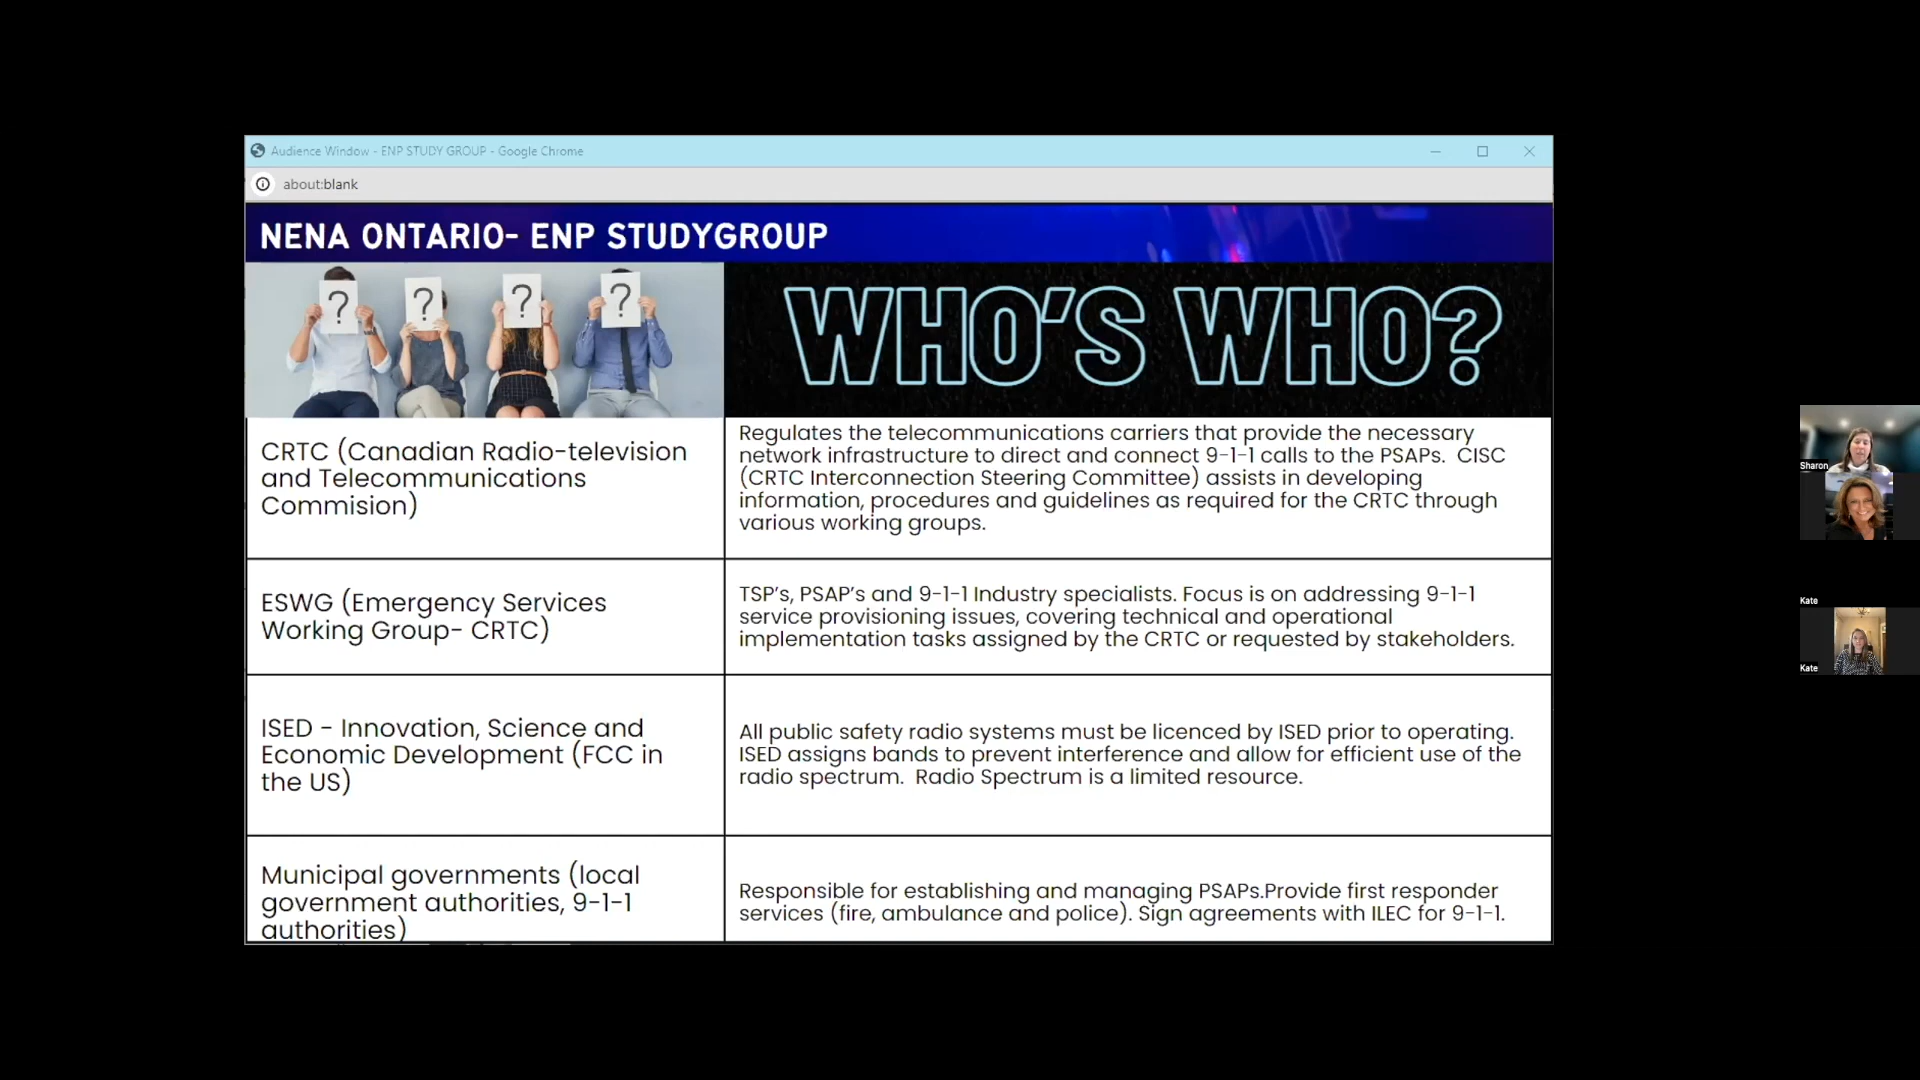 Audience Window - ENP STUDY GROUP - Google Chrome
about:blank
NENA ONTARIO- ENP STUDYGROUP
? ? ? ?
WHO'S WHO?
CRTC (Canadian Radio-television
and Telecommunications
Commision)
Regulates the telecommunications carriers that provide the necessary
network infrastructure to direct and connect 9-1-1 calls to the PSAPs.  CISC
(CRTC Interconnection Steering Committee) assists in developing
information, procedures and guidelines as required for the CRTC through
various working groups.
ESWG (Emergency Services
Working Group- CRTC)
TSP's, PSAP's and 9-1-1 Industry specialists. Focus is on addressing 9-1-1
service provisioning issues, covering technical and operational
implementation tasks assigned by the CRTC or requested by stakeholders.
ISED - Innovation, Science and
Economic Development (FCC in
the US)
All public safety radio systems must be licenced by ISED prior to operating.
ISED assigns bands to prevent interference and allow for efficient use of the
radio spectrum.  Radio Spectrum is a limited resource.
Municipal governments (local
government authorities, 9-1-1
authorities)
Responsible for establishing and managing PSAPs.Provide first responder
services (fire, ambulance and police). Sign agreements with ILEC for 9-1-1.
Sharon
Kate
Kate